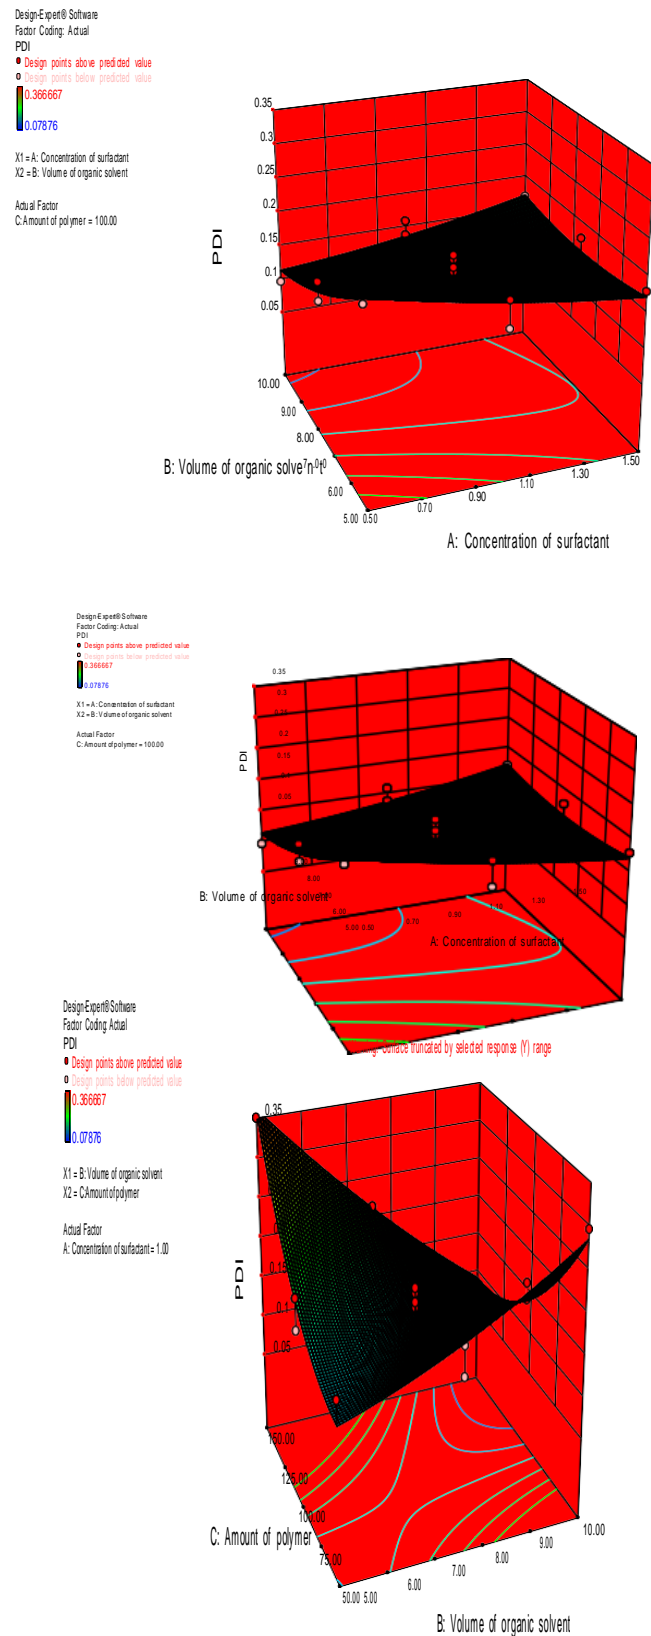 Design-Expert® Software
Factor Coding: Actual
PDI
Design points above predicted value
Design points below predicted value
0.366667
0.07876
X1 = A: Concentration of surfactant
X2 = B: Volume of organic solvent
Actual Factor
C: Amount of polymer = 100.00
0.35
0.3
0.25
0.2
0.15
0.1
0.05
PDI
10.00
9.00
8.00
6.00
5.00
0.50
0.70
0.90
1.10
1.30
1.50
B: Volume of organic solve
A: Concentration of surfactant
Design-Expert® Software
Factor Coding: Actual
PDI
Design points above predicted value
Design points below predicted value
0.366667
0.07876
X1 = A: Concentration of surfactant
X2 = B: Volume of organic solvent
Actual Factor
C: Amount of polymer = 100.00
0.35
0.3
0.2
0.05
PDI
5.00
0.50
0.70
0.90
1.10
B: Volume of organic solvent
A: Concentration of surfactant
Surface truncated by selected response (Y) range
Design-Expert® Software
Factor Coding: Actual
PDI
Design points above predicted value
Design points below predicted value
0.366667
0.07876
X1 = B: Volume of organic solvent
X2 = C: Amount of polymer
Actual Factor
A: Concentration of surfactant = 1.00
0.35
0.15
0.1
0.05
PDI
150.00
125.00
100.00
75.00
50.00
5.00
6.00
7.00
8.00
9.00
10.00
C: Amount of polymer
B: Volume of organic solvent